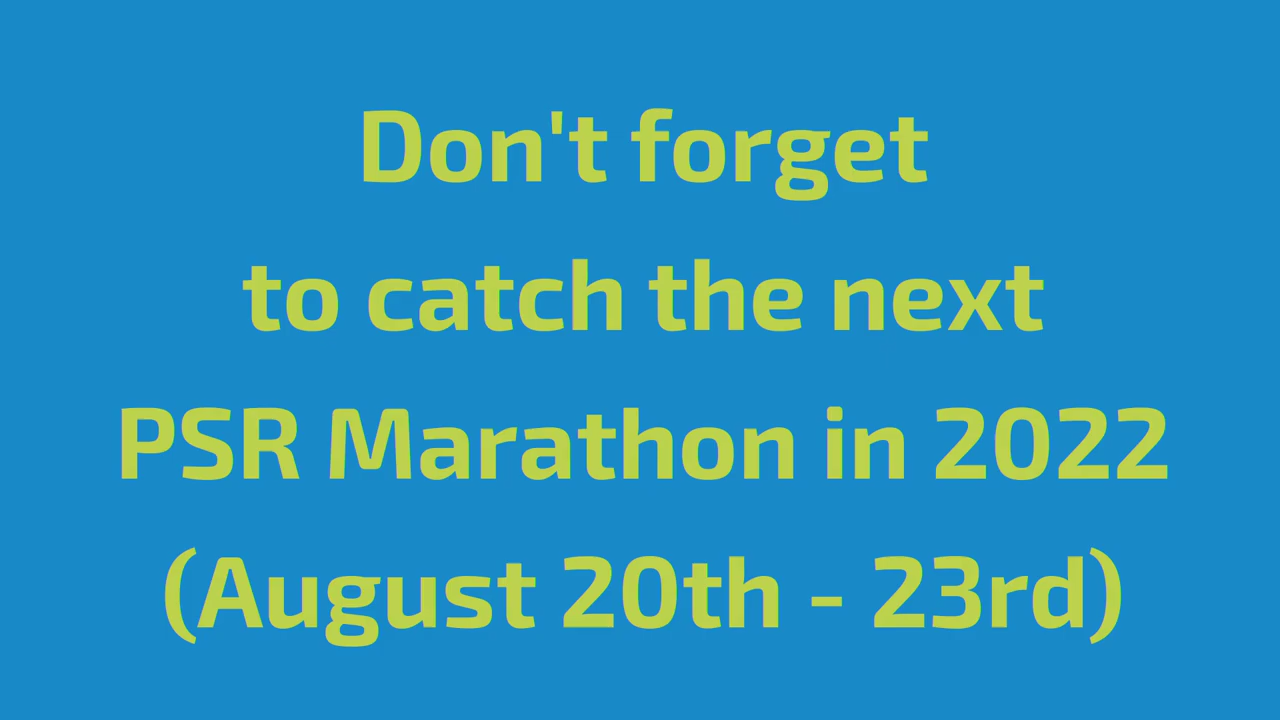 Don't forget
to catch the next
PSR Marathon in 2022
(August 20th - 23rd)